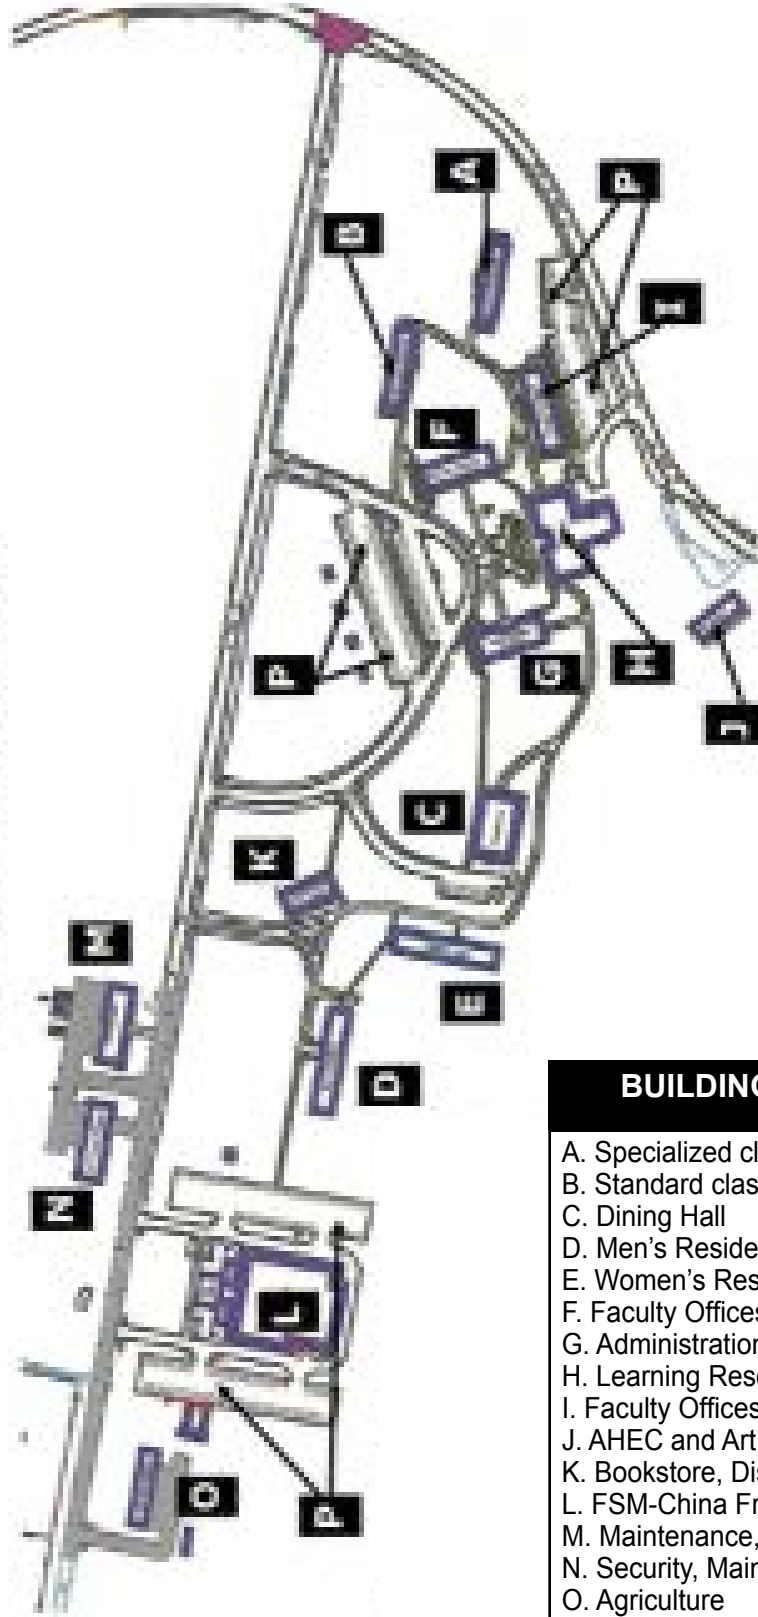 A
P
B
I
F
P
H
G
J
C
K
M
E
D
N
L
O
P
BUILDING
A. Specialized cl
B. Standard clas
C. Dining Hall
D. Men's Reside
E. Women's Res
F. Faculty Offices
G. Administration
H. Learning Reso
I. Faculty Offices
J. AHEC and Art
K. Bookstore, Dis
L. FSM-China Fr
M. Maintenance,
N. Security, Main
O. Agriculture